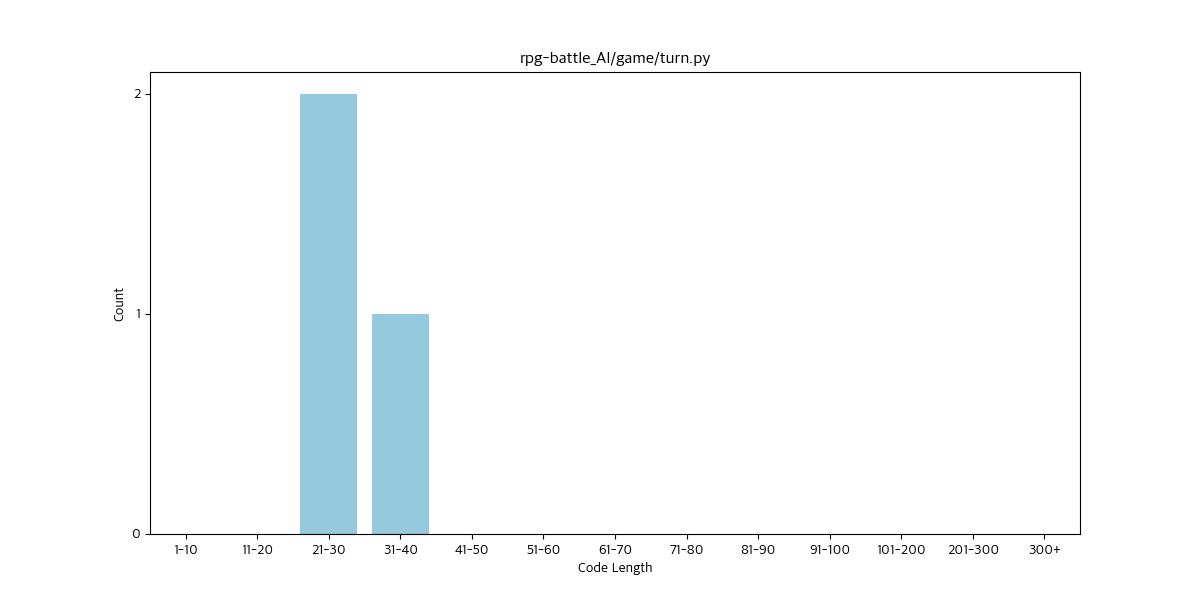 rpg-battle_AI/game/turn.py
2
1
0
Count
1-10 11-20 21-30 31-40 41-50 51-60 61-70 71-80 81-90 91-100 101-200 201-300 300+
Code Length